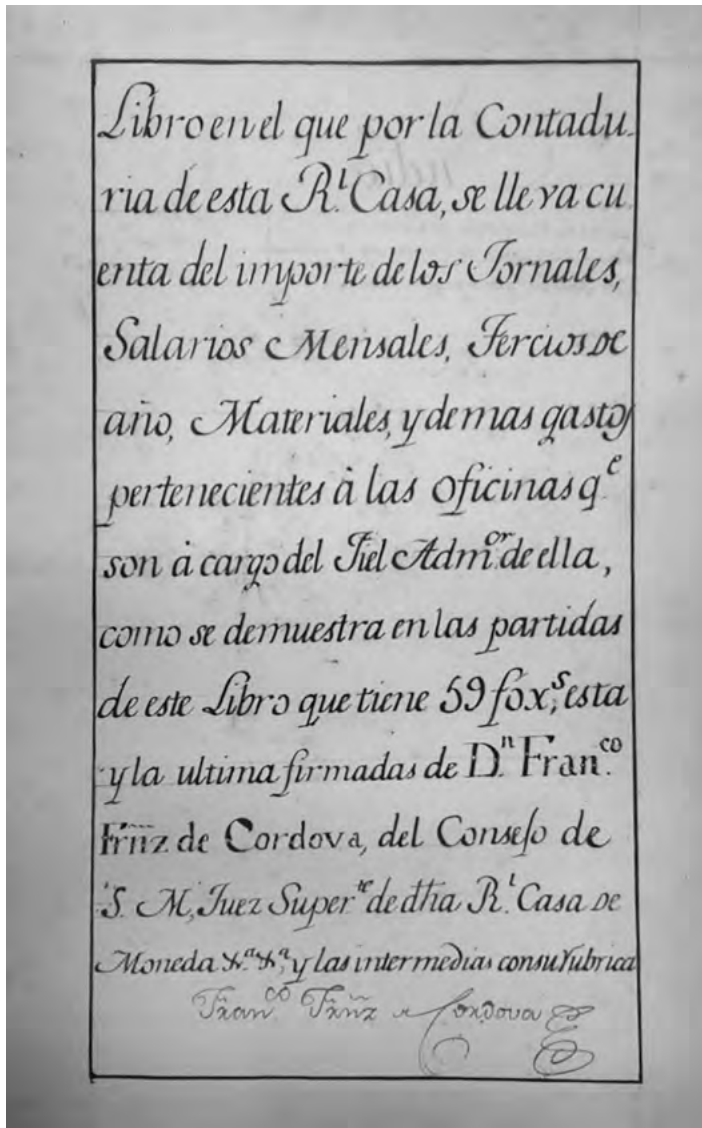 Libro en el que por la Contadu-
ria de esta R.l Casa, se lleva cu
enta del importe de los Jornales,
Salarios Mensales, Tercios de
año, Materiales, y demas gastos
pertenecientes à las oficinas q.e
son à cargo del Fiel Adm.or de ella,
como se demuestra en las partidas
de este Libro que tiene 59 fox.s, esta
y la ultima firmadas de D.n Fran.co
Frñz de Cordova, del Consejo de
S. M, Juez Super.te de dha R.l Casa de
Moneda &.a &.a, y las intermedias con su rubrica
Fran.co Frñz de Cordova